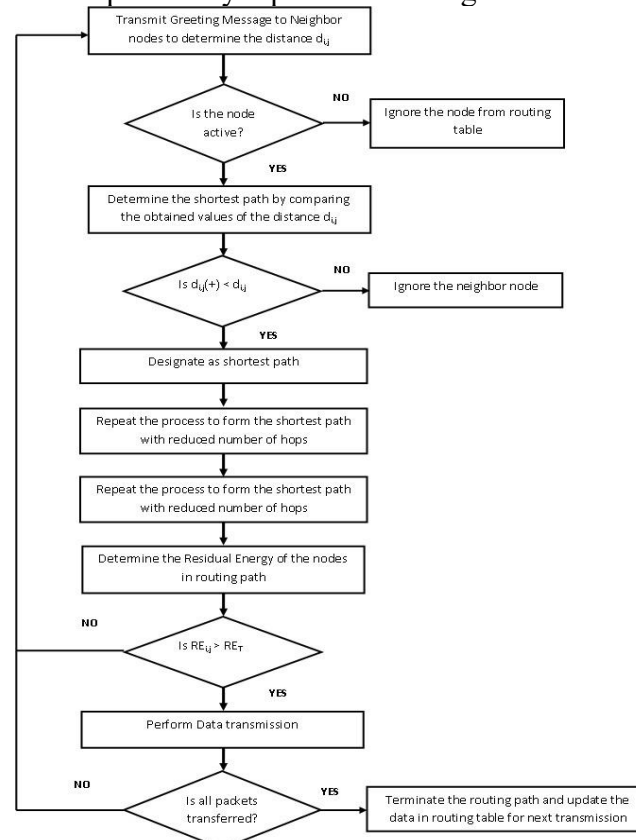 Transmit Greeting Message to Neighbor
nodes to determine the distance di,j
Is the node
active?
NO
Ignore the node from routing
table
YES
Determine the shortest path by comparing
the obtained values of the distance di,j
Is di,j(+) < di,j
NO
Ignore the neighbor node
YES
Designate as shortest path
Repeat the process to form the shortest path
with reduced number of hops
Repeat the process to form the shortest path
with reduced number of hops
Determine the Residual Energy of the nodes
in routing path
NO
Is REi,j > RET
YES
Perform Data transmission
NO
Is all packets
transferred?
YES
Terminate the routing path and update the
data in routing table for next transmission